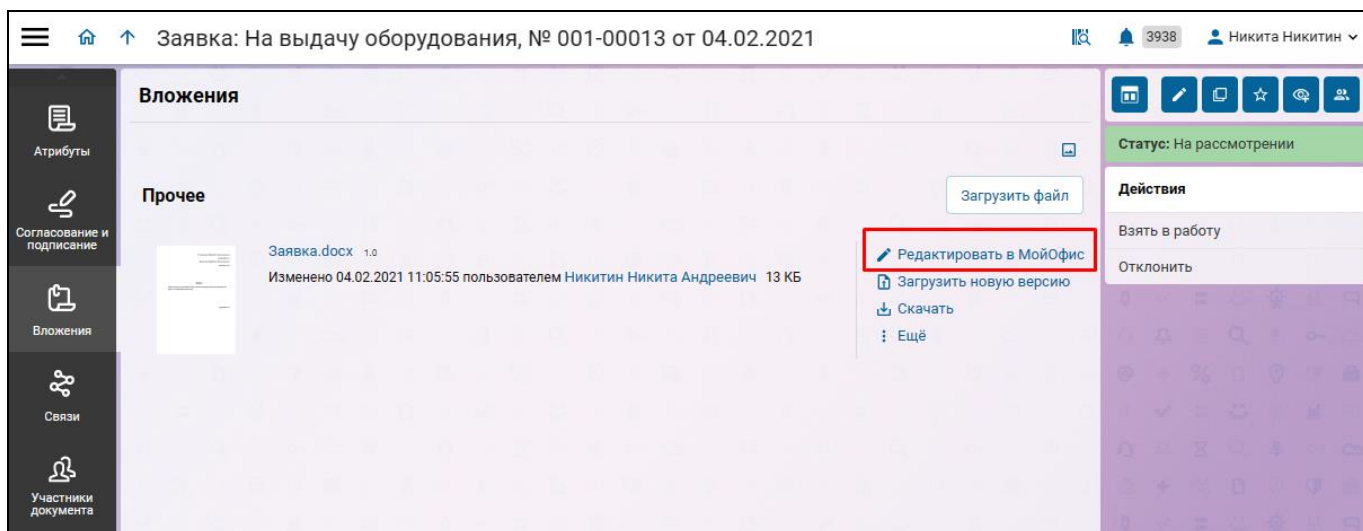 Заявка: На выдачу оборудования, № 001-00013 от 04.02.2021
3938
Никита Никитин
Атрибуты
Согласование и
подписание
Вложения
Связи
Участники
документа
Вложения
Прочее
Загрузить файл
Заявка.docx 1.0
Изменено 04.02.2021 11:05:55 пользователем Никитин Никита Андреевич 13 КБ
Редактировать в МойОфис
Загрузить новую версию
Скачать
Ещё
Статус: На рассмотрении
Действия
Взять в работу
Отклонить